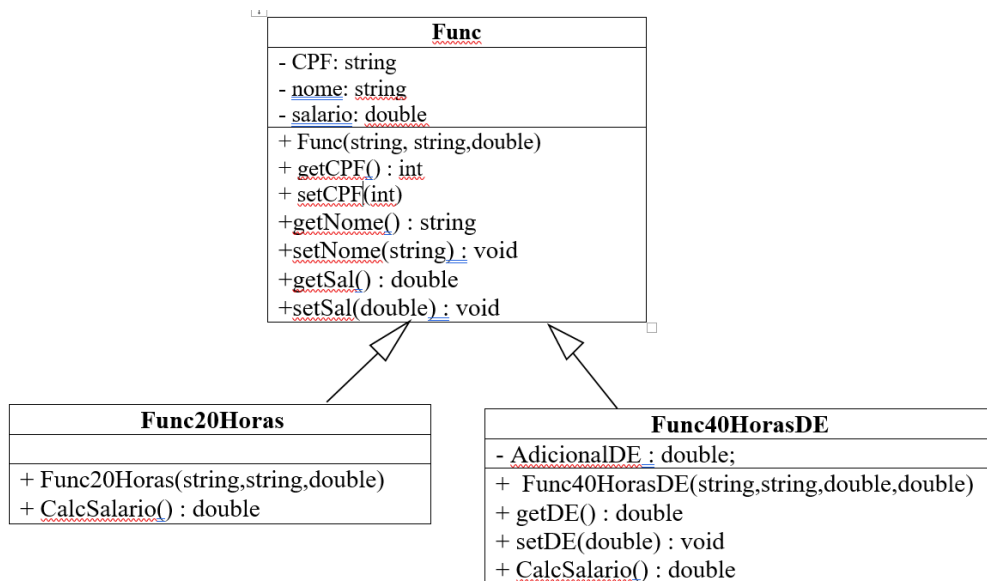 Func
- CPF: string
- nome: string
- salario: double
+ Func(string, string,double)
+ getCPF() : int
+ setCPF(int)
+getNome() : string
+setNome(string) : void
+getSal() : double
+setSal(double) : void
Func20Horas
+ Func20Horas(string,string,double)
+ CalcSalario() : double
Func40HorasDE
- AdicionalDE : double;
+ Func40HorasDE(string,string,double,double)
+ getDE() : double
+ setDE(double) : void
+ CalcSalario() : double